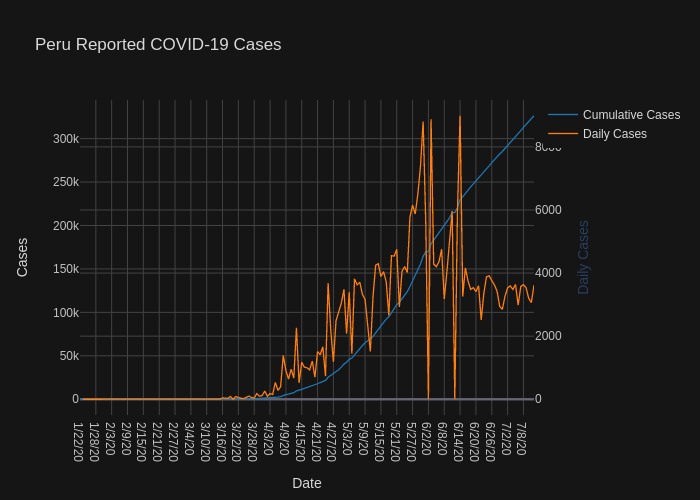 Peru Reported COVID-19 Cases
Cumulative Cases
Daily Cases
300k
250k
200k
150k
100k
50k
0
8000
6000
4000
2000
0
Cases
Daily Cases
1/22/20
1/28/20
2/3/20
2/9/20
2/15/20
2/21/20
2/27/20
3/4/20
3/10/20
3/16/20
3/22/20
3/28/20
4/3/20
4/9/20
4/15/20
4/21/20
4/27/20
5/3/20
5/9/20
5/15/20
5/21/20
5/27/20
6/2/20
6/8/20
6/14/20
6/20/20
6/26/20
7/2/20
7/8/20
Date